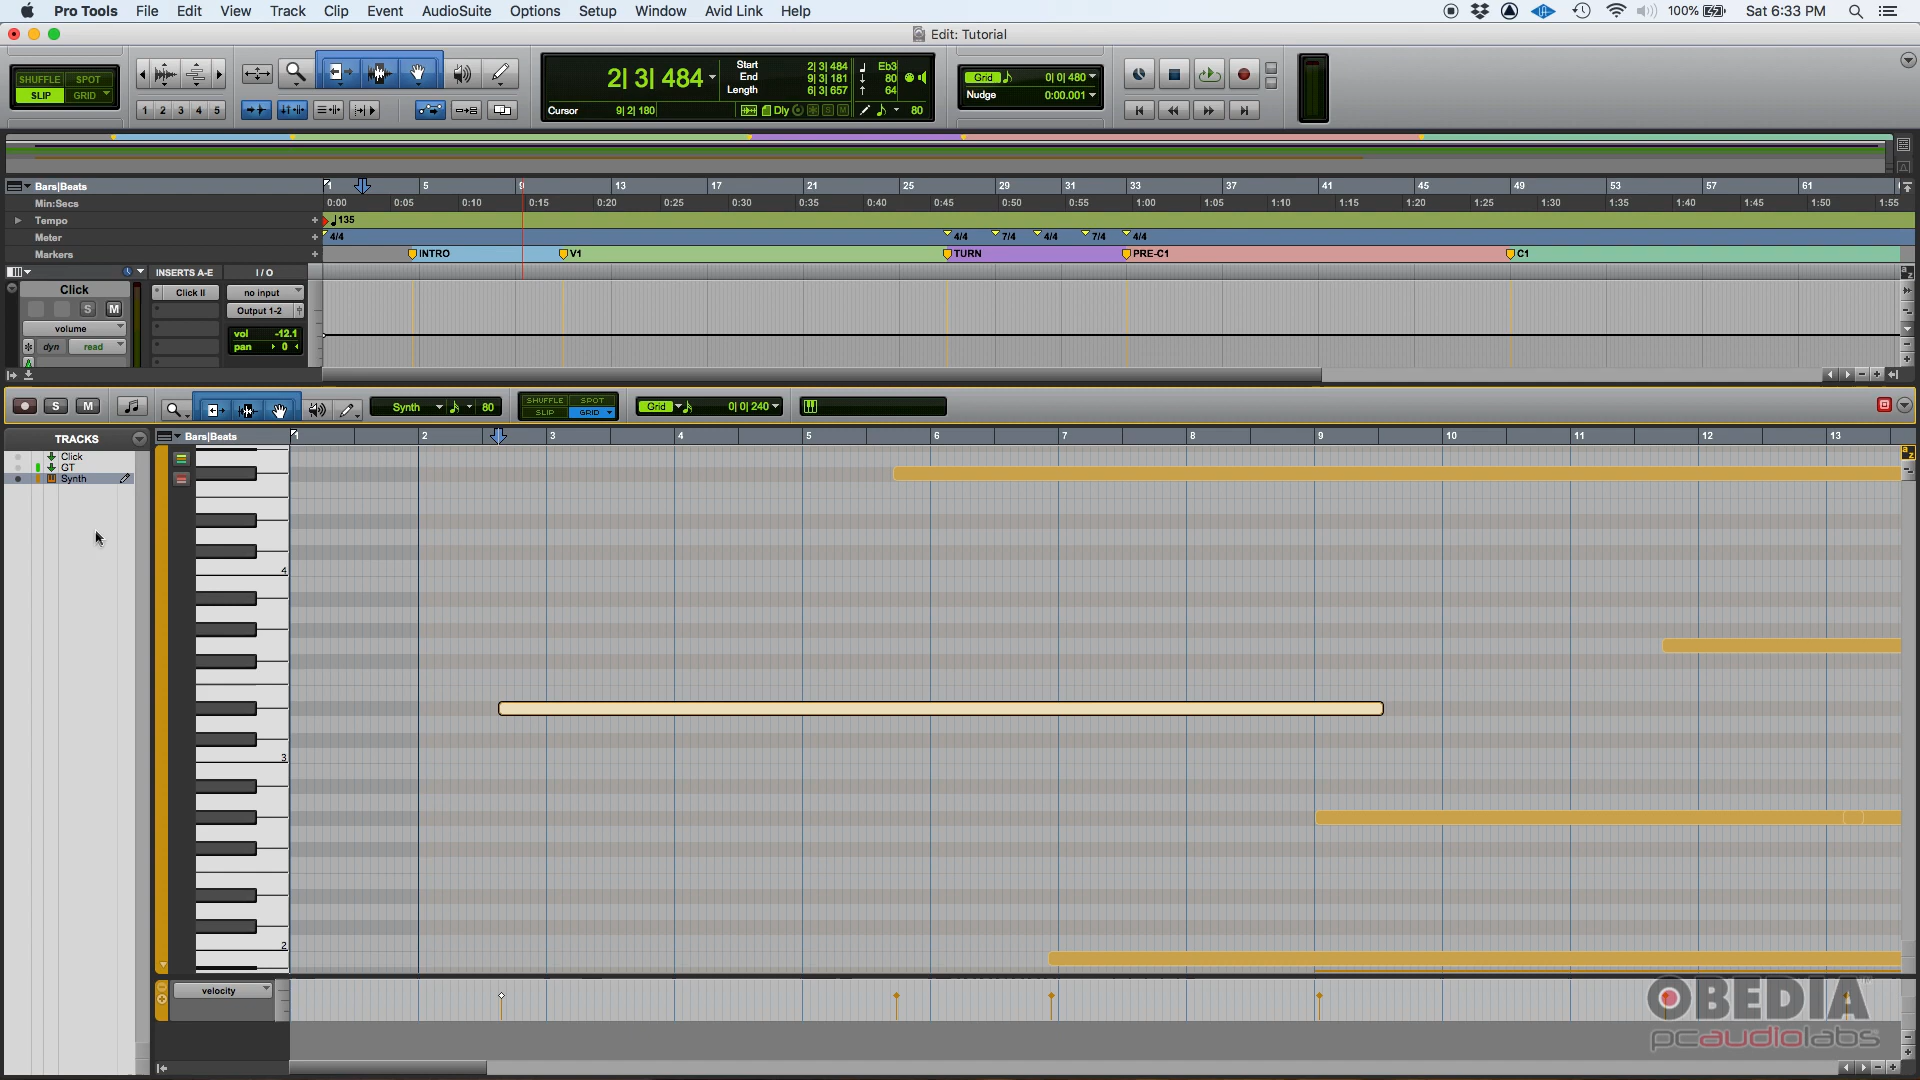 Pro Tools File Edit View Track Clip Event AudioSuite Options Setup Window Avid Link Help 100% Sat 6:33 PM
Edit: Tutorial
SHUFFLE SPOT
SLIP GRID
1 2 3 4 5
2| 3| 484
Start 2| 3| 484
End 9| 3| 181
Length 6| 3| 657
Eb3
80
64
Cursor 9| 2| 180 Dly 80
Grid 0| 0| 480
Nudge 0:00.001
Bars|Beats 1 5 9 13 17 21 25 29 31 33 37 41 45 49 53 57 61
Min:Secs 0:00 0:05 0:10 0:15 0:20 0:25 0:30 0:35 0:40 0:45 0:50 0:55 1:00 1:05 1:10 1:15 1:20 1:25 1:30 1:35 1:40 1:45 1:50 1:55
Tempo + 135
Meter + 4/4 4/4 7/4 4/4 7/4 4/4
Markers + INTRO V1 TURN PRE-C1 C1
INSERTS A-E I / O
Click Click II no input
S M Output 1-2
volume vol -12.1
dyn read pan 0
S M Synth 80 SHUFFLE SPOT
SLIP GRID
Grid 0| 0| 240
TRACKS Bars|Beats 1 2 3 4 5 6 7 8 9 10 11 12 13
Click
GT
Synth
4
3
2
velocity
OBEDIA
pcaudiolabs